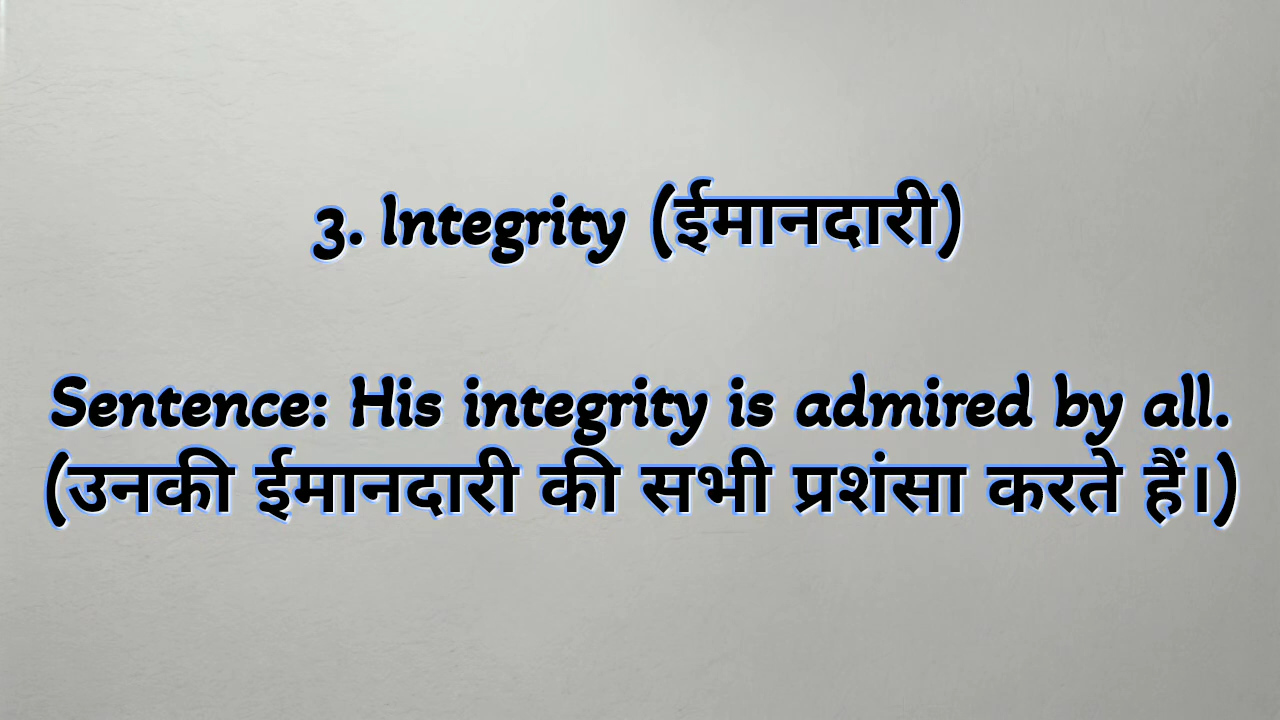 3. Integrity (ईमानदारी)
Sentence: His integrity is admired by all.
(उनकी ईमानदारी की सभी प्रशंसा करते हैं।)